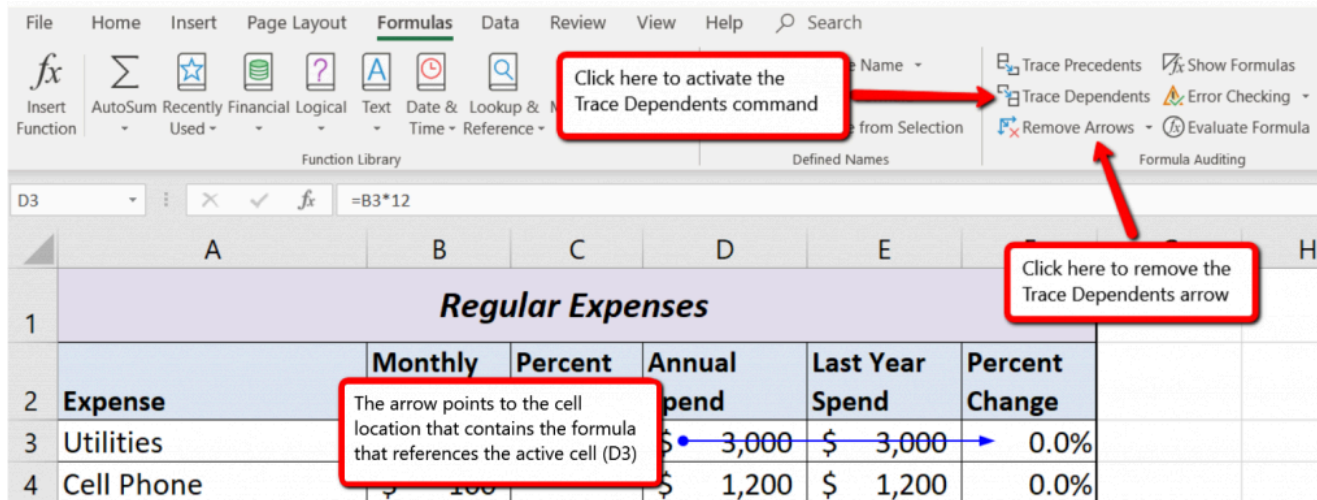 File Home Insert Page Layout Formulas Data Review View Help Search
fx Insert Function
AutoSum
Recently Used
Financial
Logical
Text
Date & Time
Lookup & Reference
Function Library
Click here to activate the
Trace Dependents command
Name
from Selection
Defined Names
Trace Precedents Show Formulas
Trace Dependents Error Checking
Remove Arrows Evaluate Formula
Formula Auditing
D3 fx =B3*12
A B C D E H
Click here to remove the
Trace Dependents arrow
1 Regular Expenses
Monthly Percent Annual Last Year Percent
2 Expense Spend Change
The arrow points to the cell
location that contains the formula
that references the active cell (D3)
3 Utilities $ 3,000 $ 3,000 0.0%
4 Cell Phone $ 100 $ 1,200 $ 1,200 0.0%